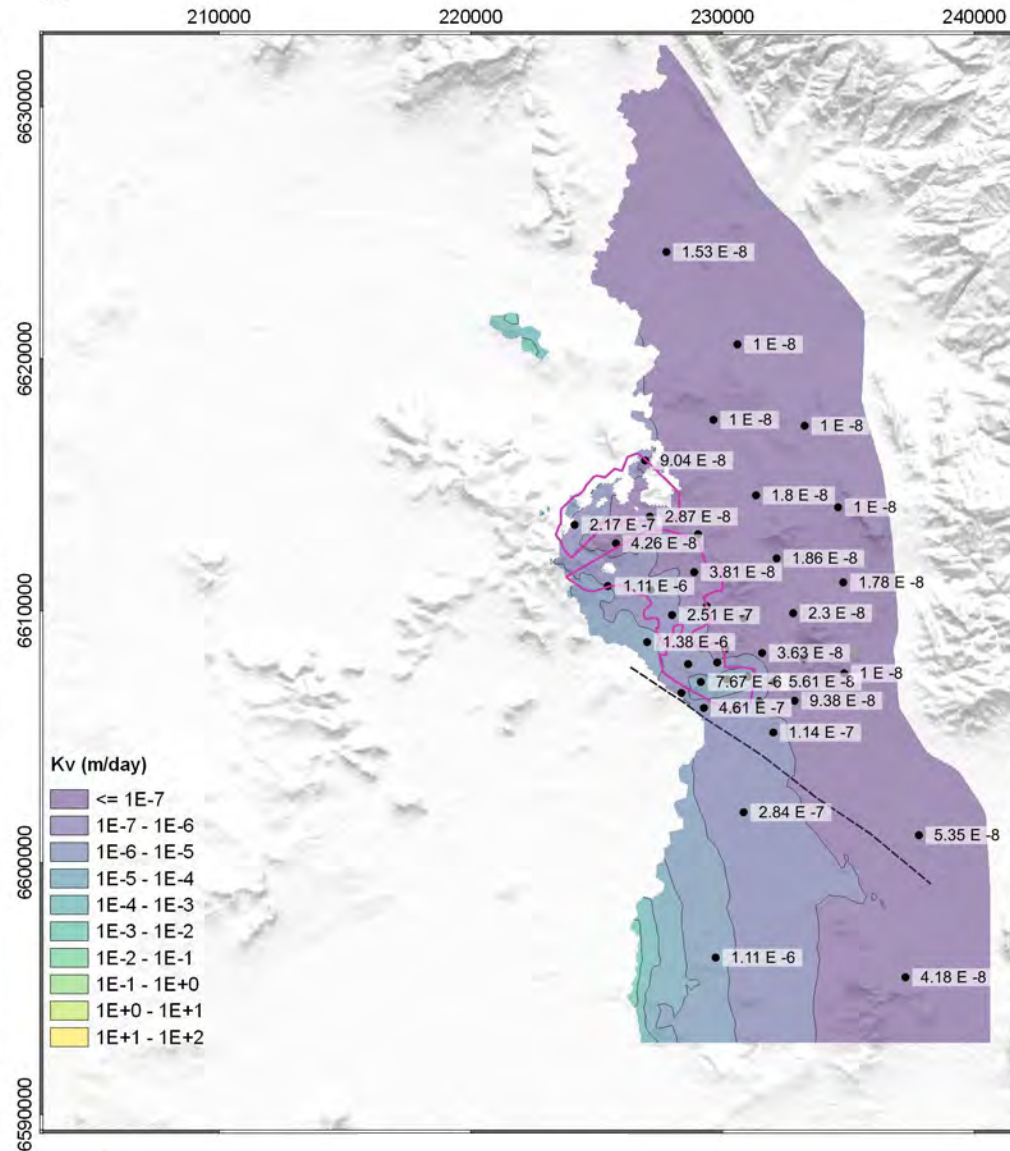 210000 220000 230000 240000
6630000
6620000
6610000
6600000
6590000
1.53 E -8
1 E -8
1 E -8
1 E -8
9.04 E -8
1.8 E -8
1 E -8
2.87 E -8
2.17 E -7
4.26 E -8
1.86 E -8
3.81 E -8
1.78 E -8
1.11 E -6
2.51 E -7
2.3 E -8
1.38 E -6
3.63 E -8
1 E -8
7.67 E -6
5.61 E -8
9.38 E -8
4.61 E -7
1.14 E -7
2.84 E -7
5.35 E -8
1.11 E -6
4.18 E -8
Kv (m/day)
<= 1E-7
1E-7 - 1E-6
1E-6 - 1E-5
1E-5 - 1E-4
1E-4 - 1E-3
1E-3 - 1E-2
1E-2 - 1E-1
1E-1 - 1E+0
1E+0 - 1E+1
1E+1 - 1E+2